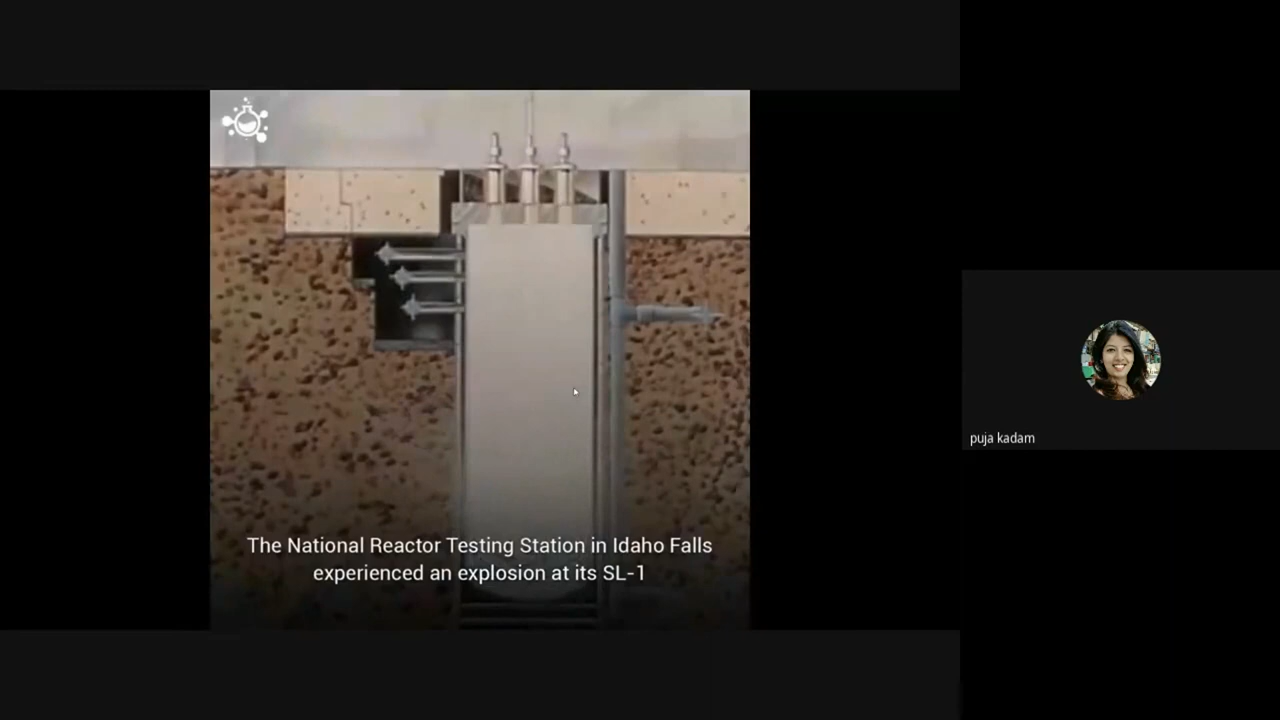 The National Reactor Testing Station in Idaho Falls
experienced an explosion at its SL-1
puja kadam